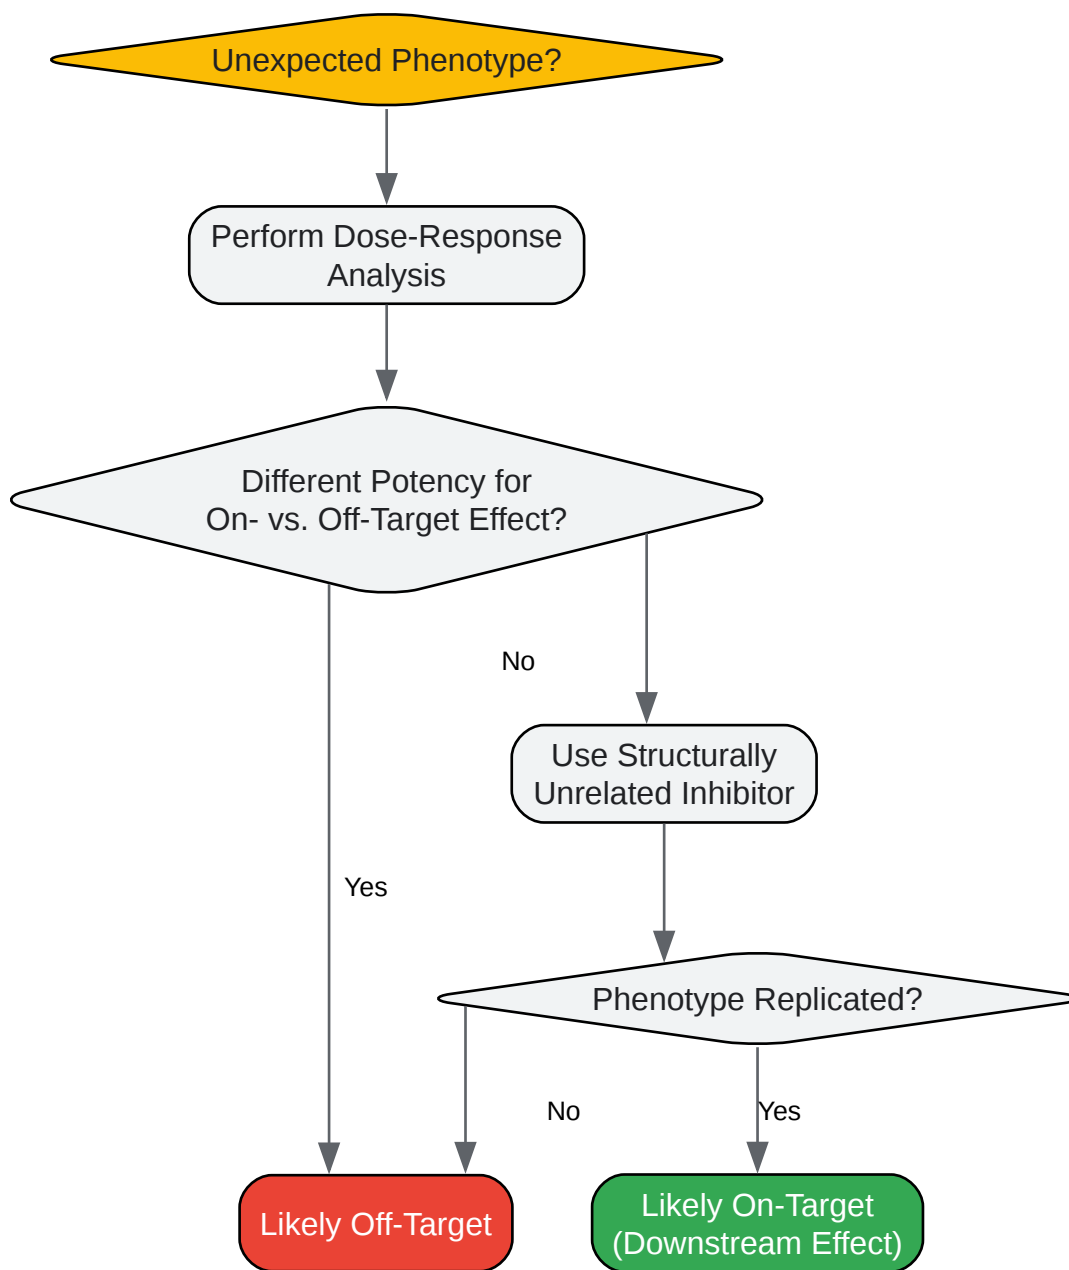 Unexpected Phenotype?
Perform Dose-Response
Analysis
Different Potency for
On- vs. Off-Target Effect?
No
Use Structurally
Unrelated Inhibitor
Yes
Phenotype Replicated?
No
Yes
Likely Off-Target
Likely On-Target
(Downstream Effect)